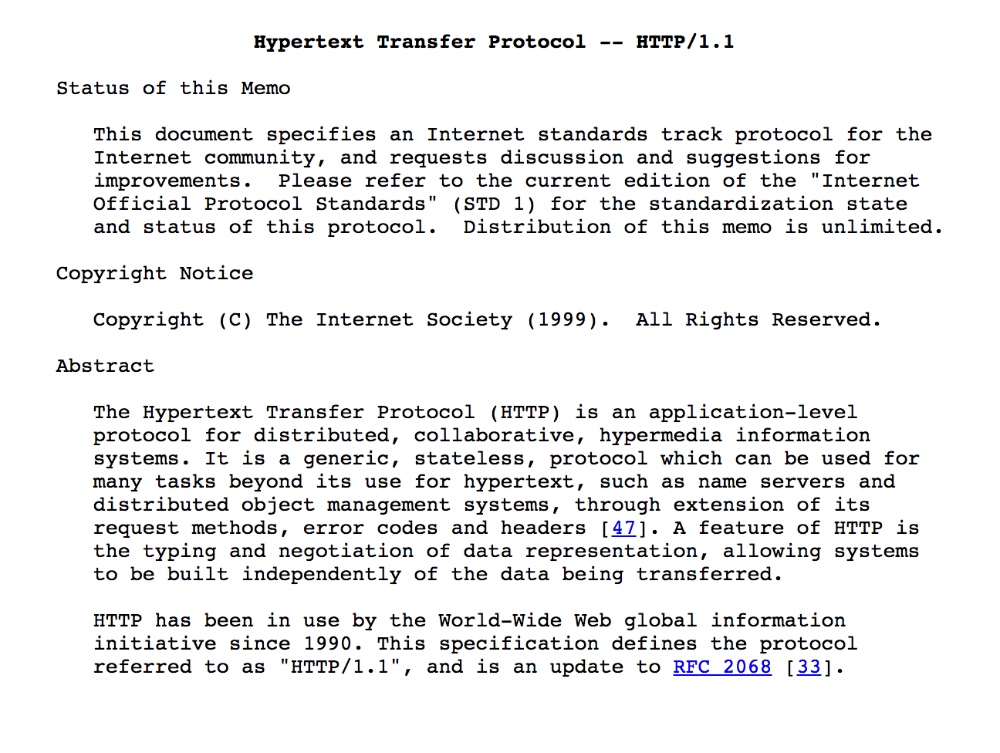 Hypertext Transfer Protocol -- HTTP/1.1
Status of this Memo
This document specifies an Internet standards track protocol for the
Internet community, and requests discussion and suggestions for
improvements.  Please refer to the current edition of the "Internet
Official Protocol Standards" (STD 1) for the standardization state
and status of this protocol.  Distribution of this memo is unlimited.
Copyright Notice
Copyright (C) The Internet Society (1999).  All Rights Reserved.
Abstract
The Hypertext Transfer Protocol (HTTP) is an application-level
protocol for distributed, collaborative, hypermedia information
systems. It is a generic, stateless, protocol which can be used for
many tasks beyond its use for hypertext, such as name servers and
distributed object management systems, through extension of its
request methods, error codes and headers [47]. A feature of HTTP is
the typing and negotiation of data representation, allowing systems
to be built independently of the data being transferred.
HTTP has been in use by the World-Wide Web global information
initiative since 1990. This specification defines the protocol
referred to as "HTTP/1.1", and is an update to RFC 2068 [33].